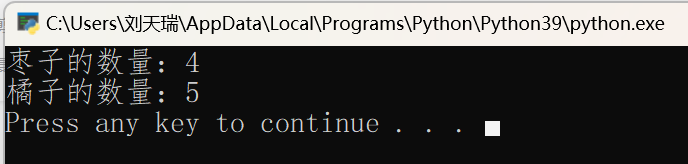 C:\Users\刘天瑞\AppData\Local\Programs\Python\Python39\python.exe
枣子的数量：4
橘子的数量：5
Press any key to continue . . .